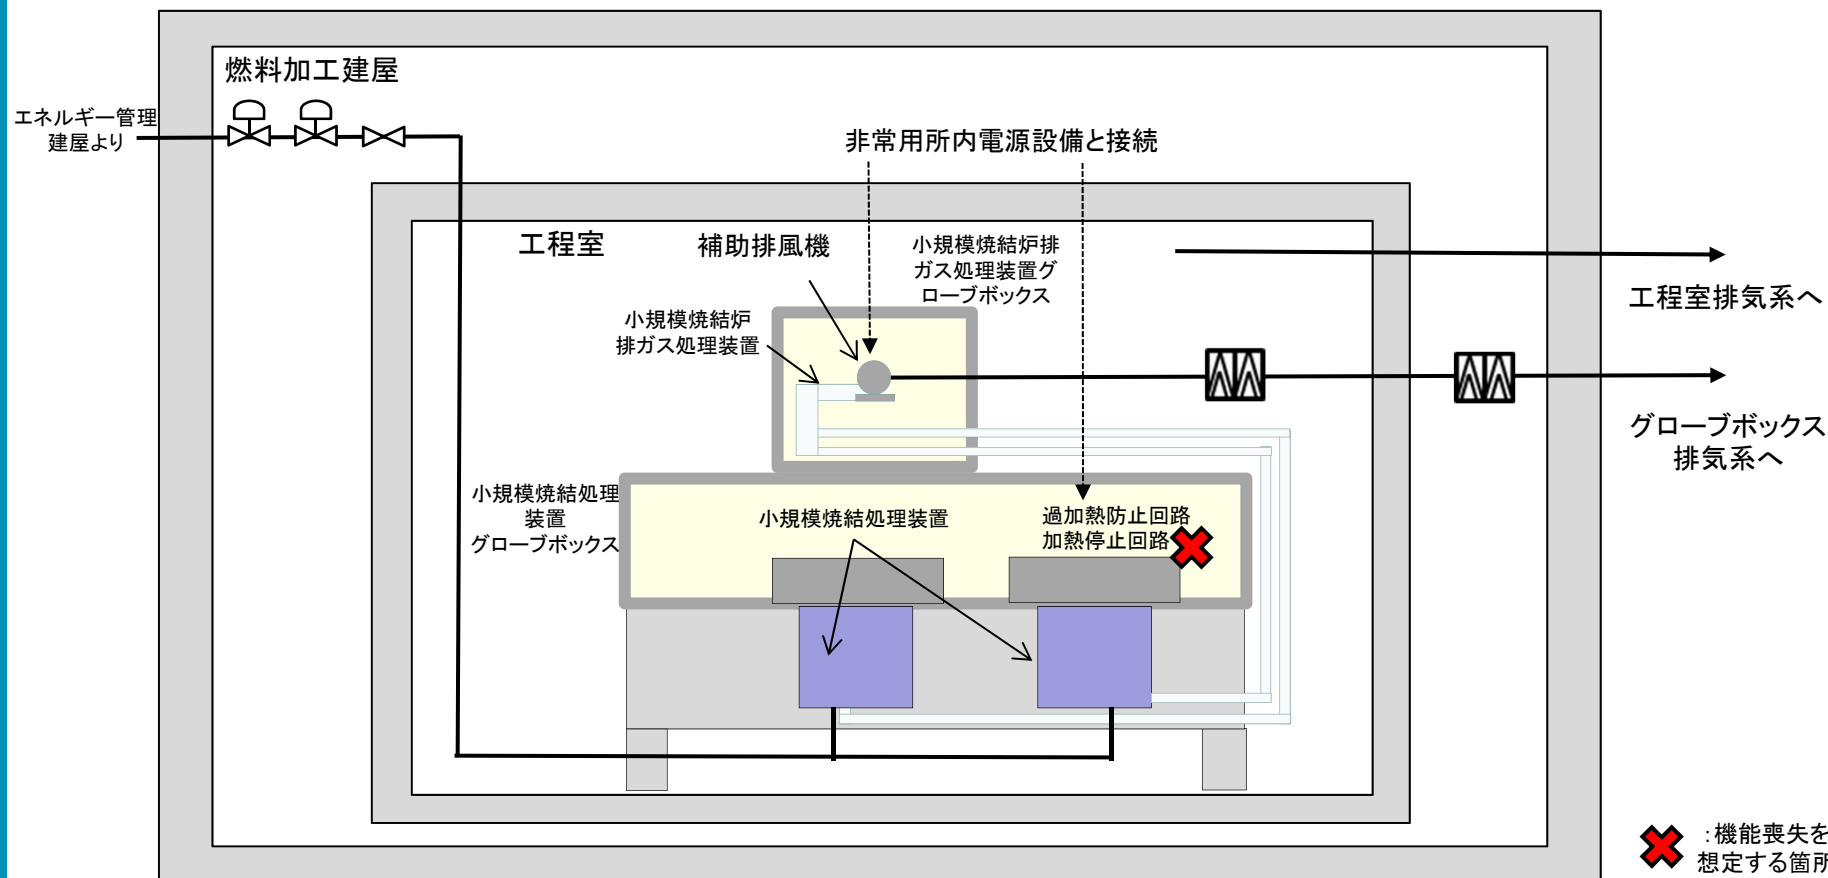 燃料加工建屋
エネルギー管理
建屋より
非常用所内電源設備と接続
工程室
補助排風機
小規模焼結炉排
ガス処理装置グ
ローブボックス
工程室排気系へ
小規模焼結炉
排ガス処理装置
グローブボックス
排気系へ
小規模焼結処理
装置
グローブボックス
小規模焼結処理装置
過加熱防止回路
加熱停止回路
:機能喪失を
想定する箇所